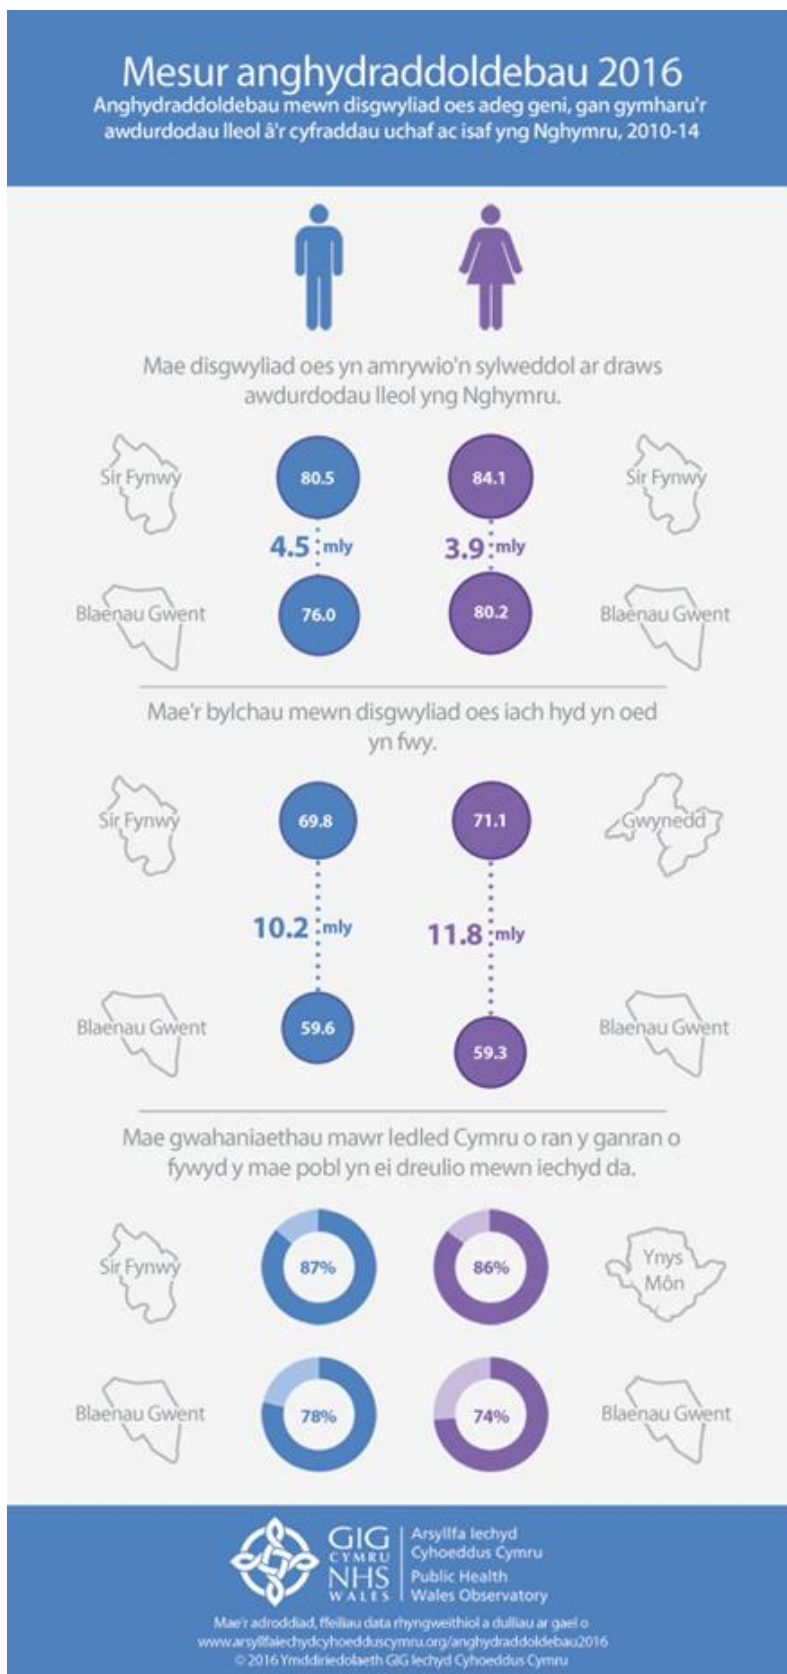 Mesur anghydraddoldebau 2016
Anghydraddoldebau mewn disgwyliad oes adeg geni, gan gymharu'r
awdurdodau lleol â'r cyfraddau uchaf ac isaf yng Nghymru, 2010-14
Mae disgwyliad oes yn amrywio'n sylweddol ar draws
awdurdodau lleol yng Nghymru.
Sir Fynwy 80.5 84.1 Sir Fynwy
4.5 mly 3.9 mly
Blaenau Gwent 76.0 80.2 Blaenau Gwent
Mae'r bylchau mewn disgwyliad oes iach hyd yn oed
yn fwy.
Sir Fynwy 69.8 71.1 Gwynedd
10.2 mly 11.8 mly
Blaenau Gwent 59.6 59.3 Blaenau Gwent
Mae gwahaniaethau mawr ledled Cymru o ran y ganran o
fywyd y mae pobl yn ei dreulio mewn iechyd da.
Sir Fynwy 87% 86% Ynys
Môn
Blaenau Gwent 78% 74% Blaenau Gwent
GIG
CYMRU
NHS
WALES
Arsyllfa Iechyd
Cyhoeddus Cymru
Public Health
Wales Observatory
Mae'r adroddiad, ffeiliau data rhyngweithiol a dulliau ar gael o
www.arsyllfaiechydcyhoedduscymru.org/anghydraddoldebau2016
© 2016 Ymddiriedolaeth GIG Iechyd Cyhoeddus Cymru